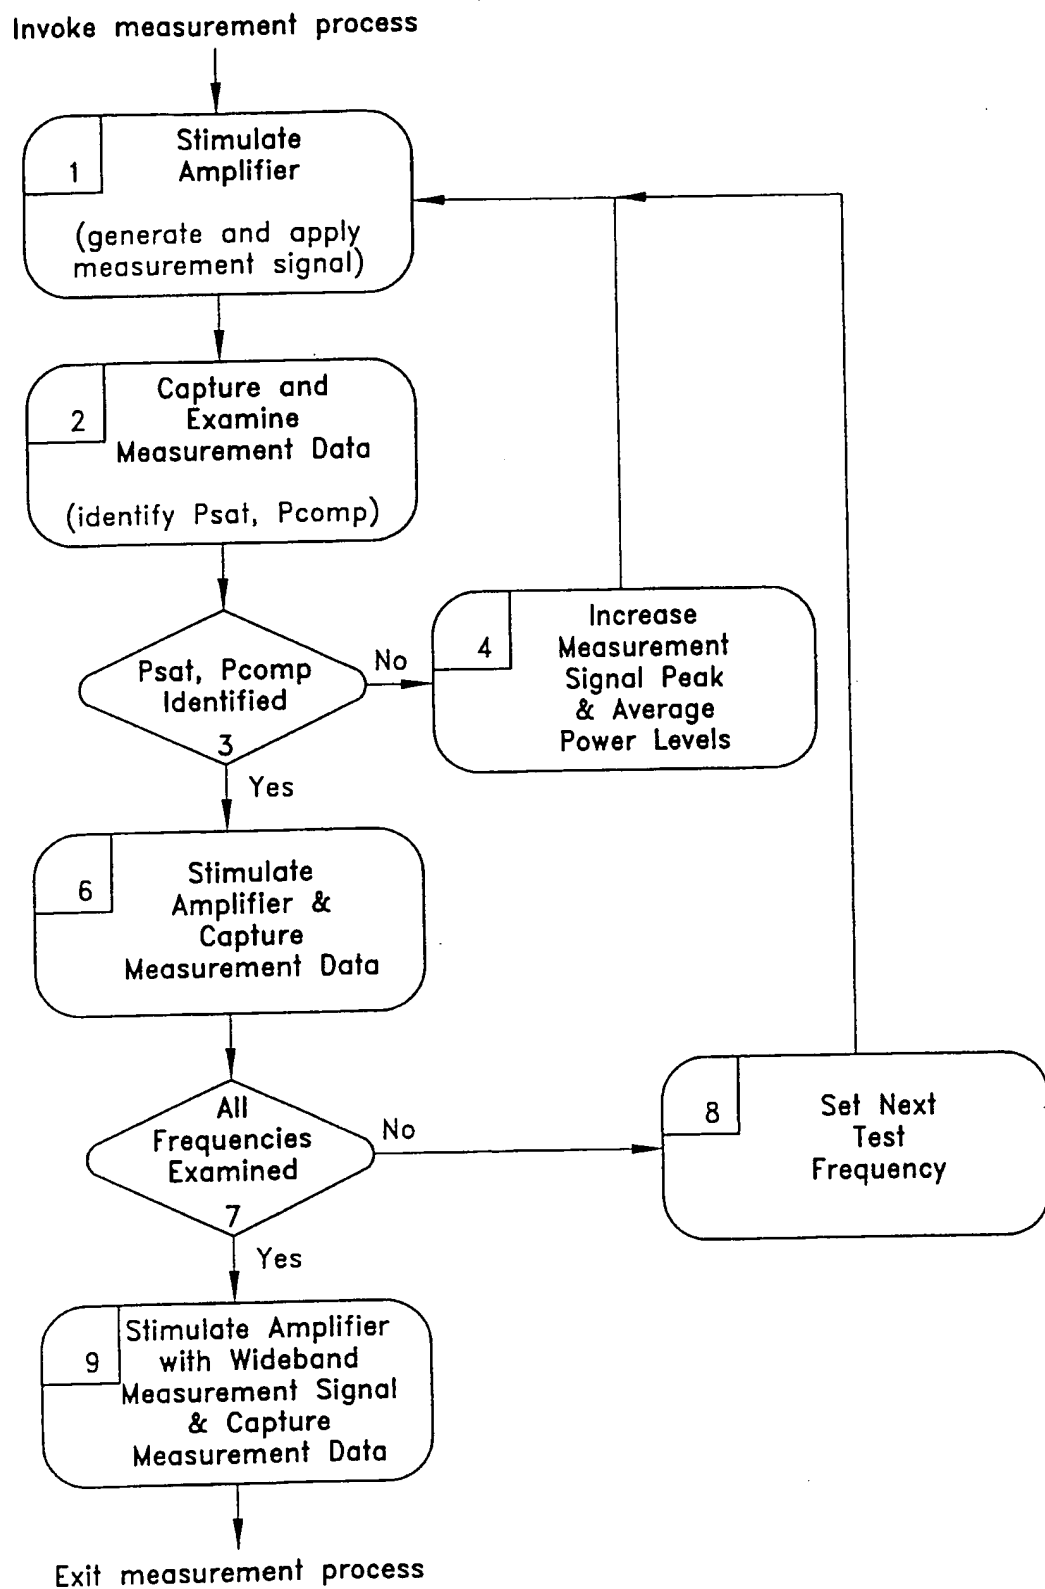 Invoke measurement process
1
Stimulate
Amplifier
(generate and apply
measurement signal)
2
Capture and
Examine
Measurement Data
(identify Psat, Pcomp)
Psat, Pcomp
Identified
3
No
Yes
4
Increase
Measurement
Signal Peak
& Average
Power Levels
6
Stimulate
Amplifier &
Capture
Measurement Data
All
Frequencies
Examined
7
No
Yes
8
Set Next
Test
Frequency
9
Stimulate Amplifier
with Wideband
Measurement Signal
& Capture
Measurement Data
Exit measurement process